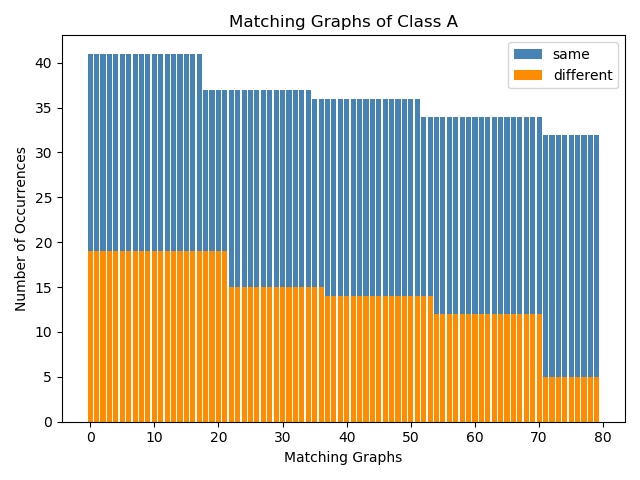 Matching Graphs of Class A
same
different
Number of Occurrences
40
35
30
25
20
15
10
5
0
0 10 20 30 40 50 60 70 80
Matching Graphs